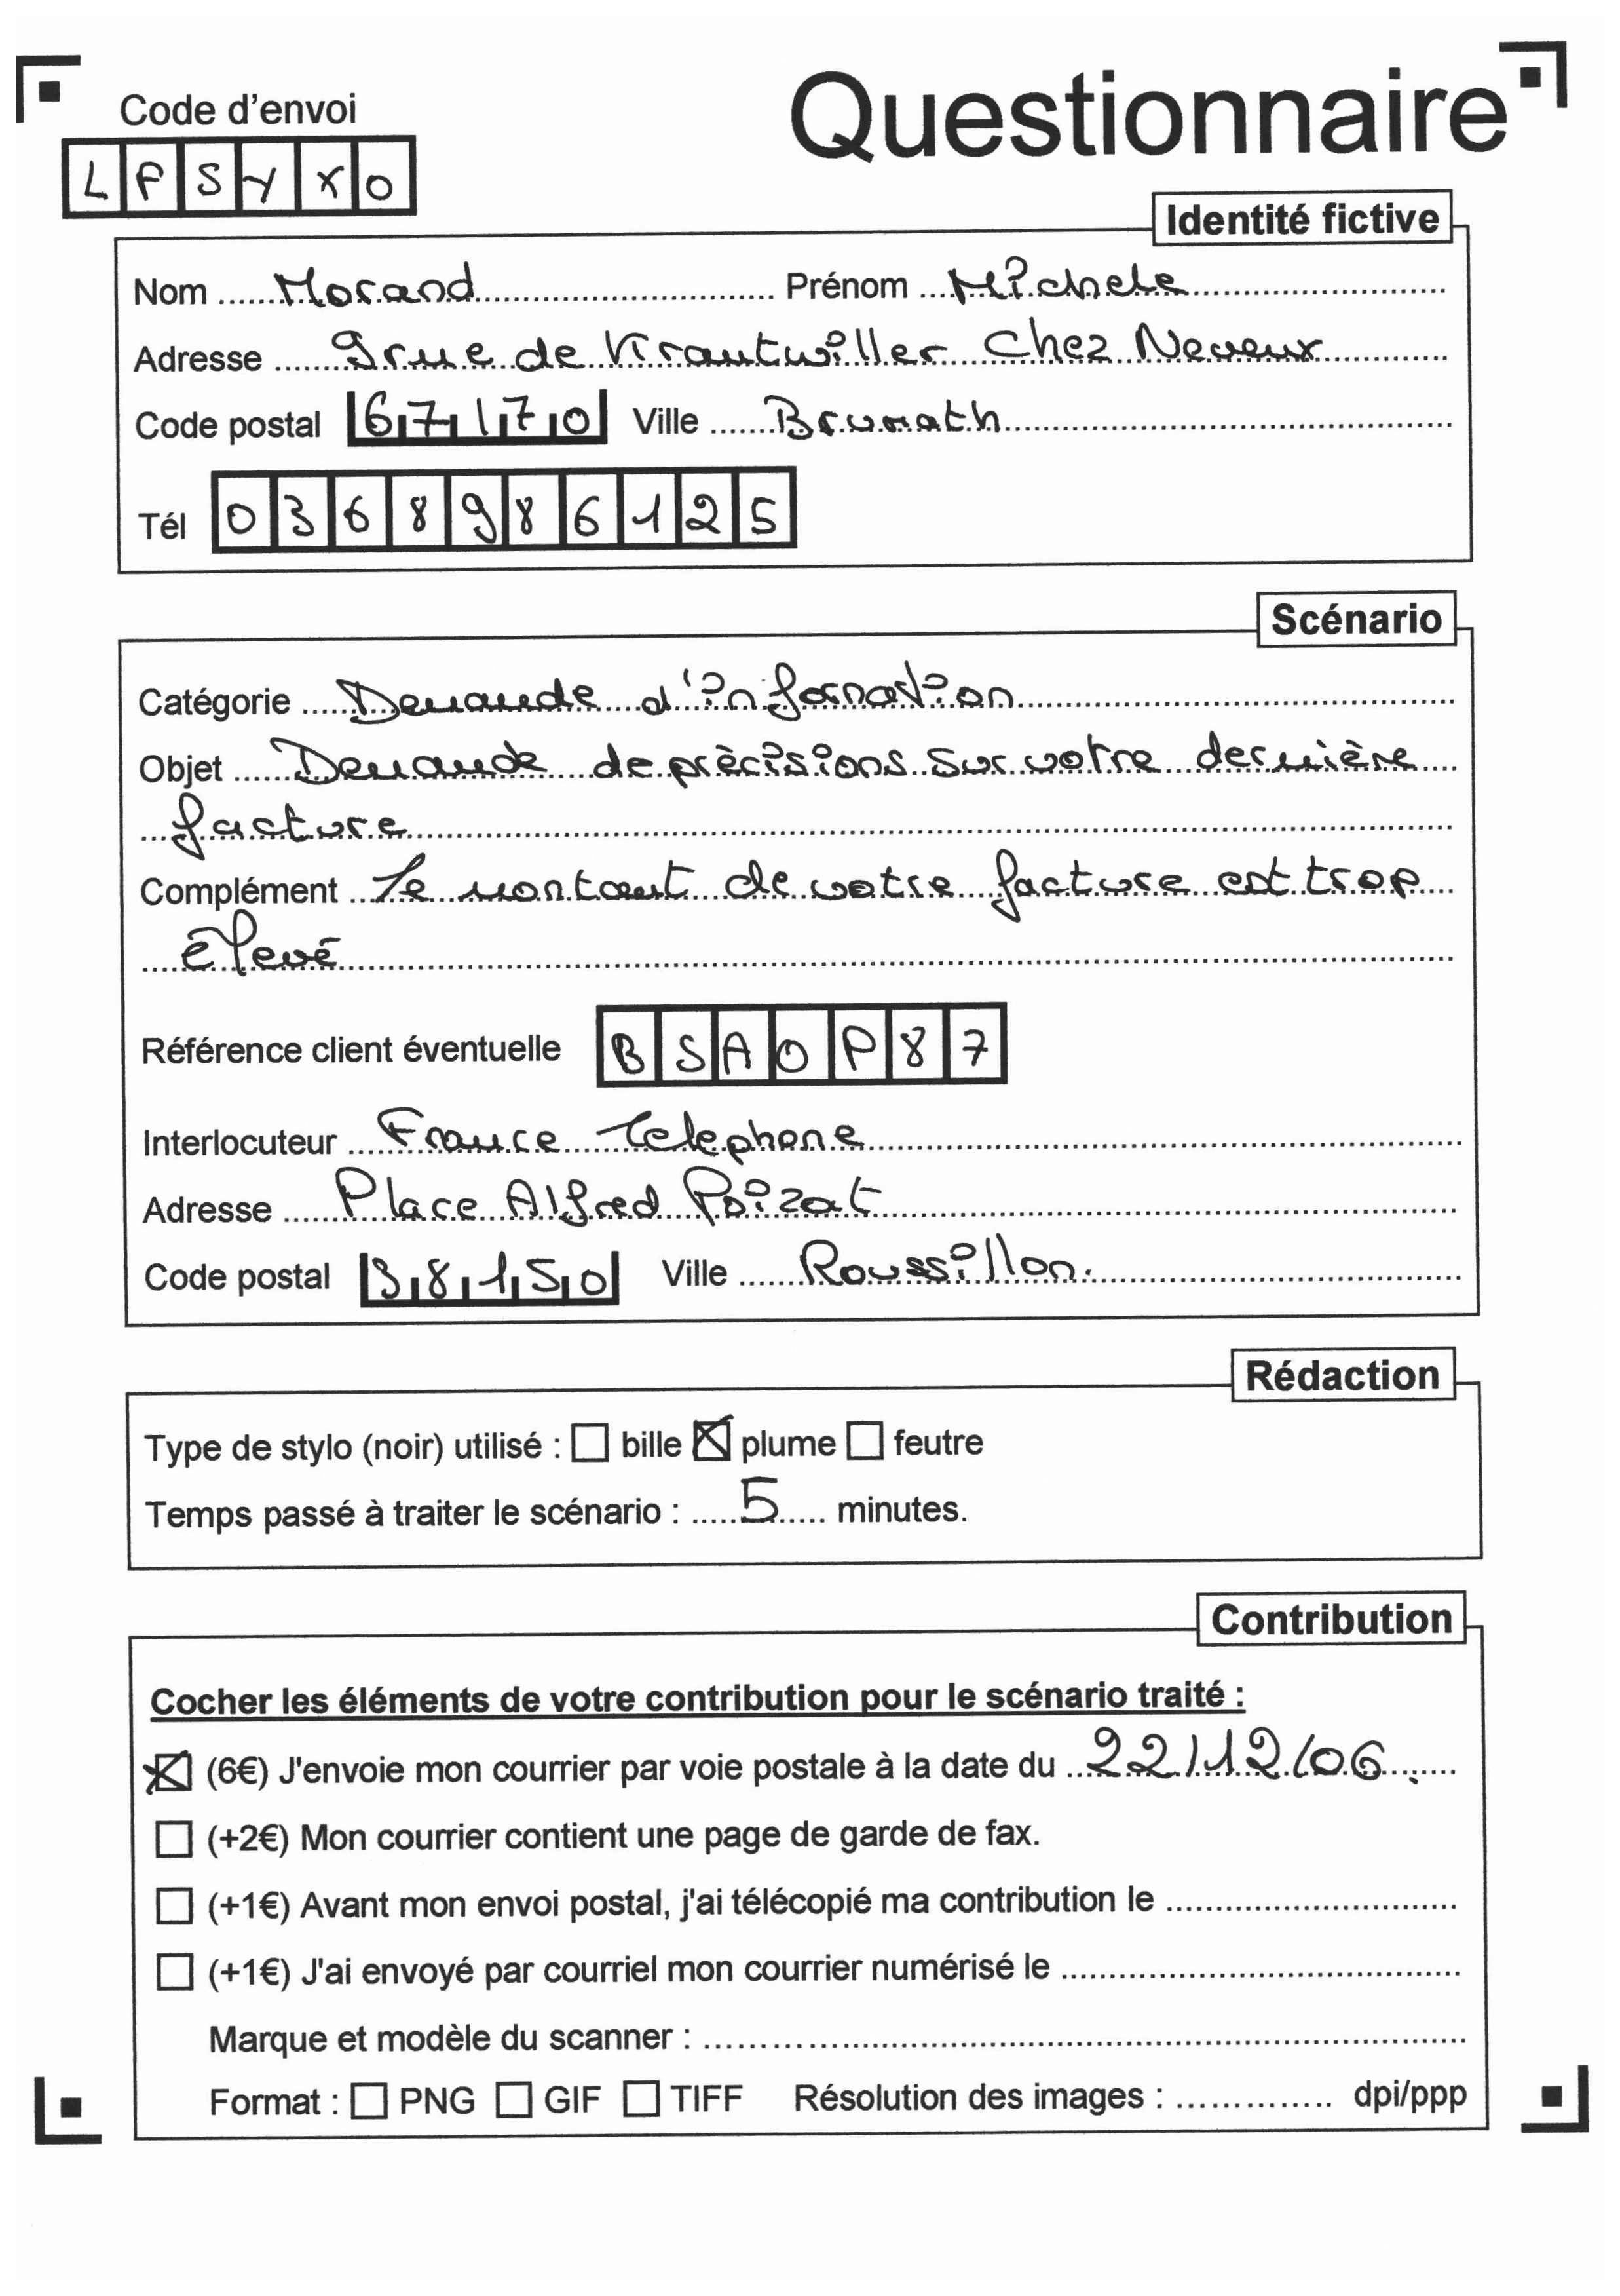 Code d'envoi
Questionnaire
LPSYX0
Identité fictive
Nom Morand Prénom Michele
Adresse 9 rue de Krautwiller Chez Neveux
Code postal 67170 Ville Brumath
Tél 0368986125
Scénario
Catégorie Demande d'information
Objet Demande de précisions sur votre dernière
facture
Complément le montant de votre facture est trop
élevé
Référence client éventuelle BSAOP87
Interlocuteur France Telephone
Adresse Place Alfred Poizat
Code postal 38150 Ville Roussillon.
Rédaction
Type de stylo (noir) utilisé : bille plume feutre
Temps passé à traiter le scénario : 5 minutes.
Contribution
Cocher les éléments de votre contribution pour le scénario traité :
(6€) J'envoie mon courrier par voie postale à la date du 22/12/06.
(+2€) Mon courrier contient une page de garde de fax.
(+1€) Avant mon envoi postal, j'ai télécopié ma contribution le
(+1€) J'ai envoyé par courriel mon courrier numérisé le
Marque et modèle du scanner :
Format : PNG GIF TIFF Résolution des images : dpi/ppp